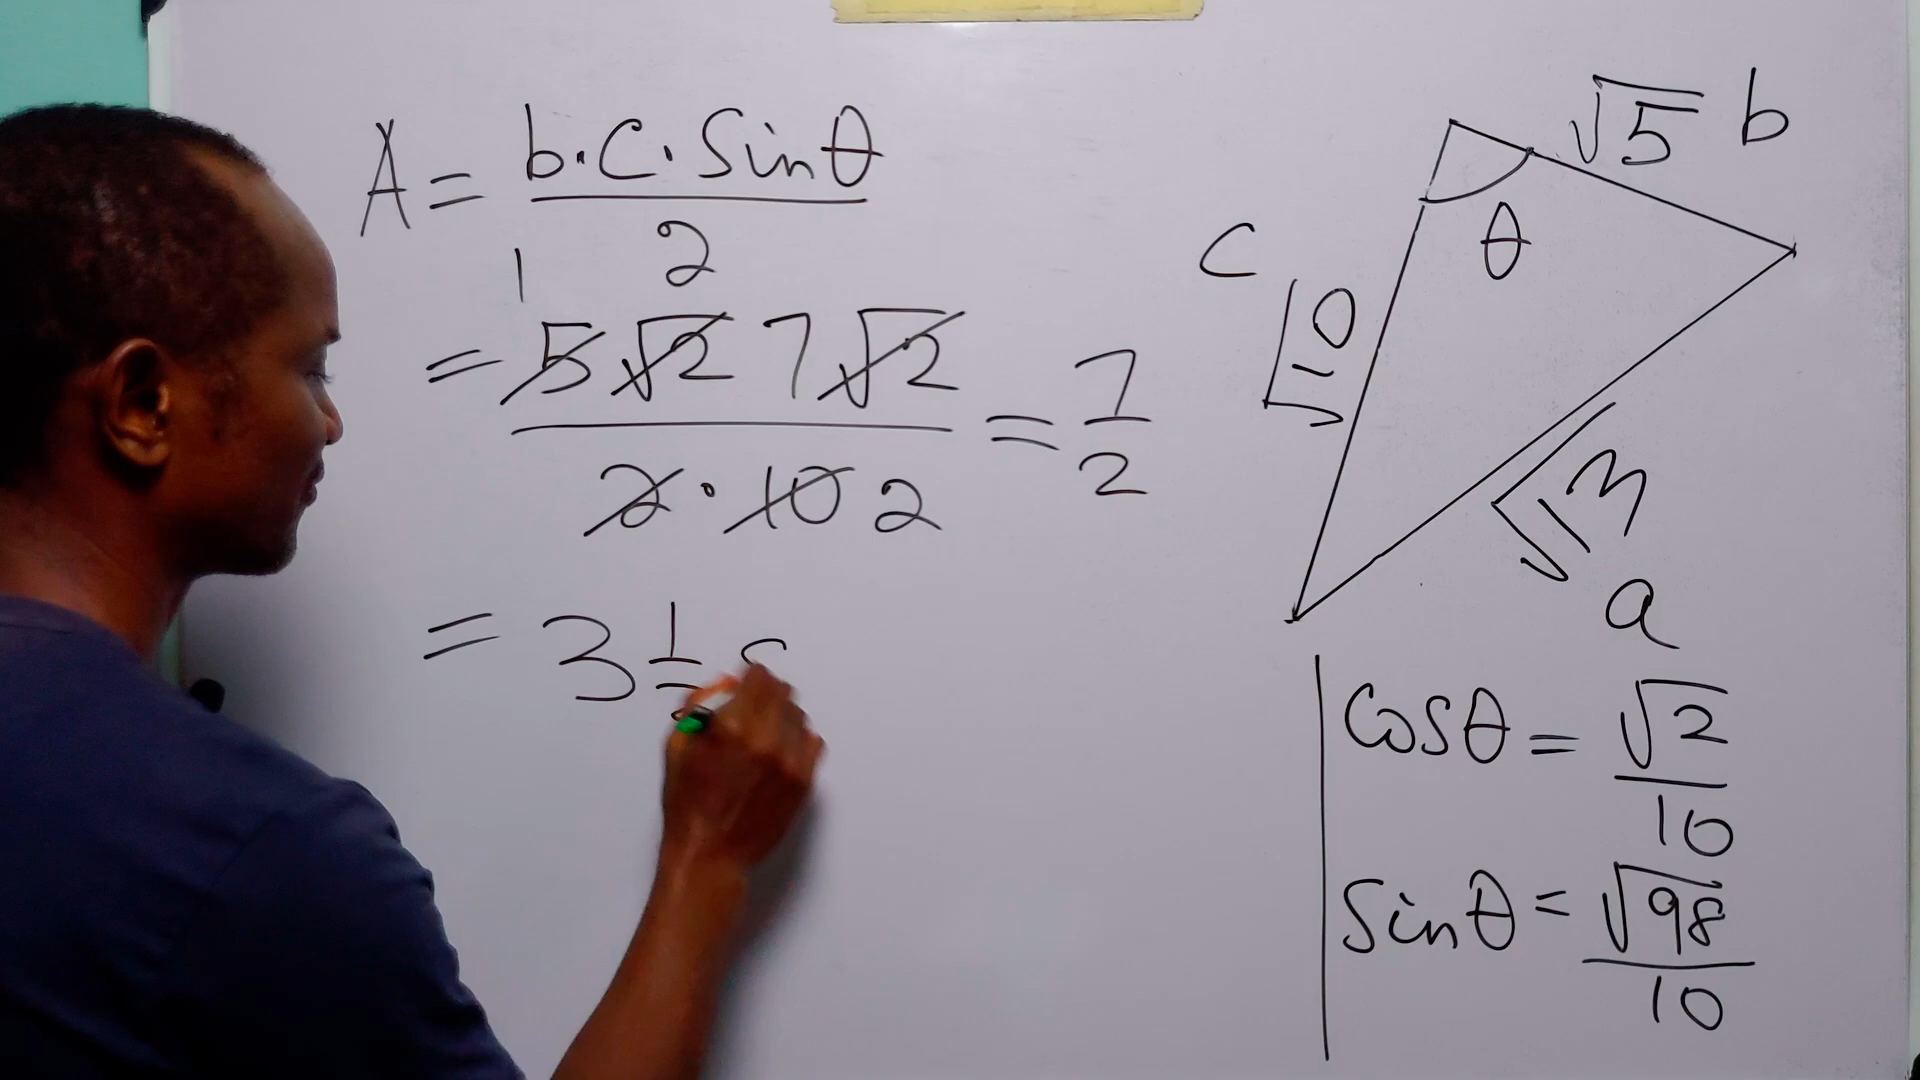 A = b·c·sinθ / 2
1
= 5√2 7√2 / 2·10 2 = 7/2
= 3 1/2 s
√5 b
θ
c
√10
√13
a
cosθ = √2 / 10
sinθ = √98 / 10